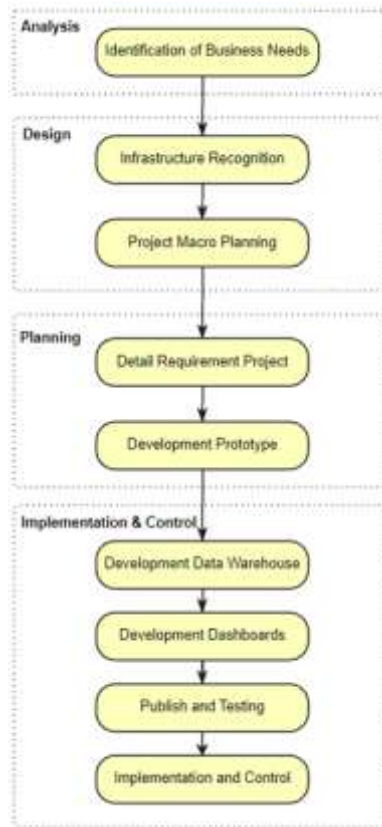 Analysis
Identification of Business Needs
Design
Infrastructure Recognition
Project Macro Planning
Planning
Detail Requirement Project
Development Prototype
Implementation & Control
Development Data Warehouse
Development Dashboards
Publish and Testing
Implementation and Control